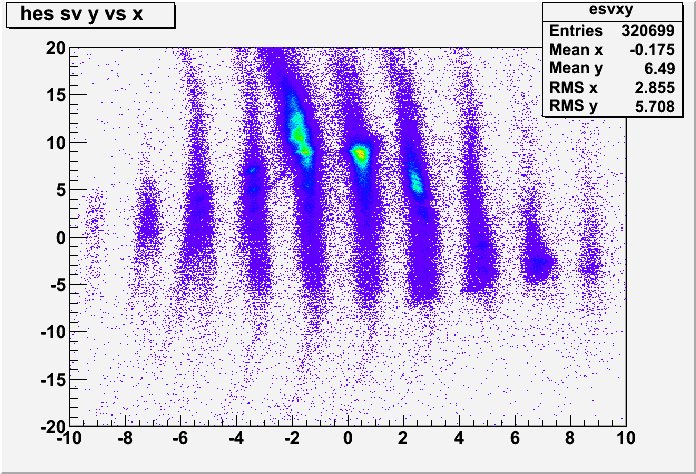 hes sv y vs x
esvxy
Entries 320699
Mean x -0.175
Mean y 6.49
RMS x 2.855
RMS y 5.708
20
15
10
5
0
-5
-10
-15
-20
-10 -8 -6 -4 -2 0 2 4 6 8 10